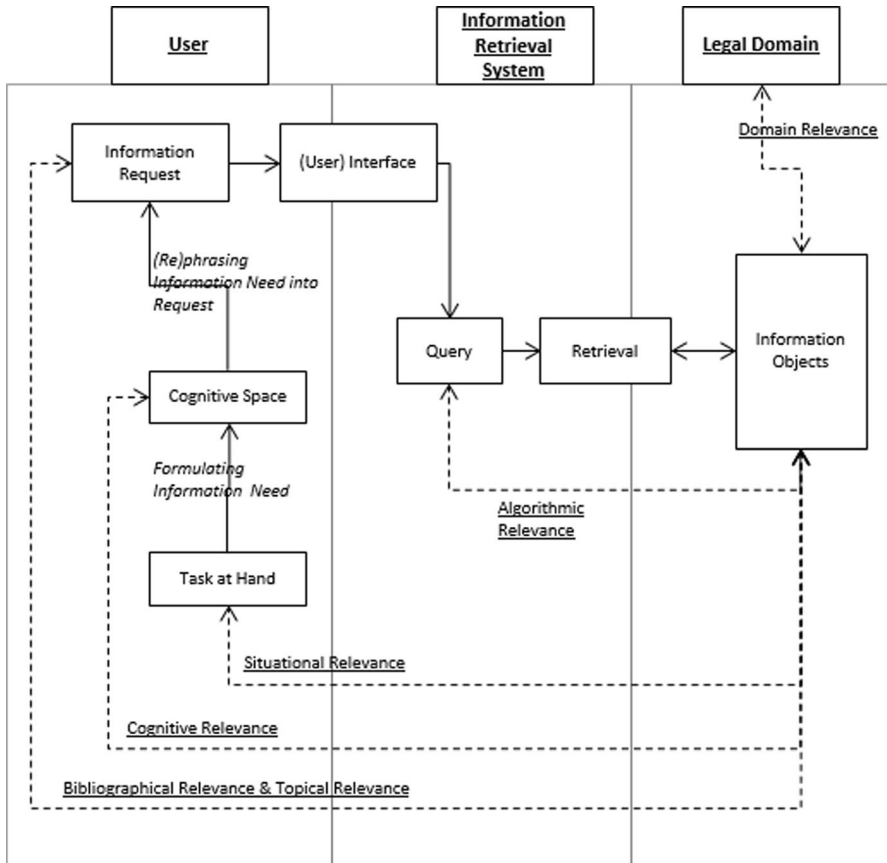 User
Information
Retrieval
System
Legal Domain
Domain Relevance
Information
Request
(User) Interface
(Re)phrasing
Information Need into
Request
Query
Retrieval
Information
Objects
Cognitive Space
Formulating
Information Need
Algorithmic
Relevance
Task at Hand
Situational Relevance
Cognitive Relevance
Bibliographical Relevance & Topical Relevance